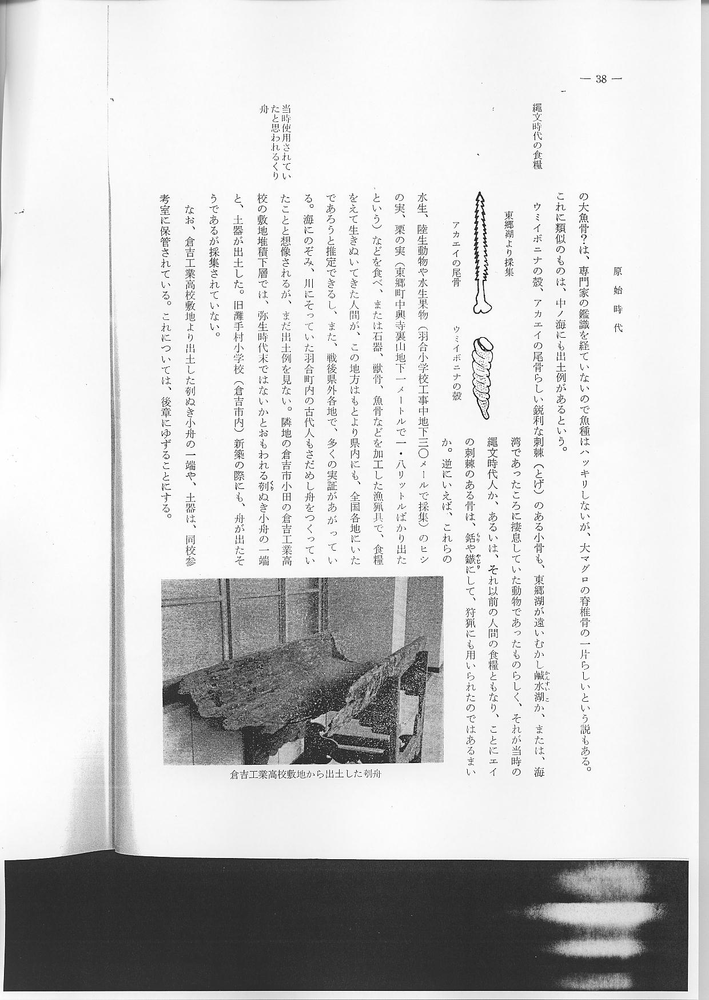 ― 38 ―
原始時代
の大魚骨?は、専門家の鑑識を経ていないので魚種はハッキリしないが、大マグロの脊椎骨の一片らしいという説もある。
これに類似のものは、中ノ海にも出土例があるという。
縄文時代の食糧
ウミイボニナの殻、アカエイの尾骨らしい鋭利な刺棘(とげ)のある小骨も、東郷湖が遠いむかし鹹水湖か、または、海
かんすいこ
湾であったころに棲息していた動物であったものらしく、それが当時の
縄文時代人か、あるいは、それ以前の人間の食糧ともなり、ことにエイ
の刺棘のある骨は、銛や鏃にして、狩猟にも用いられたのではあるまい
もり
やじり
か。逆にいえば、これらの
東郷湖より採集
アカエイの尾骨
ウミイボニナの殻
水生、陸生動物や水生果物(羽合小学校工事中地下三〇メールで採集)のヒシ
の実、栗の実(東郷町中興寺裏山地下一メートルで一・八リットルばかり出た
という)などを食べ、または石器、獣骨、魚骨などを加工した漁猟具で、食糧
をえて生きぬいてきた人間が、この地方はもとより県内にも、全国各地にいた
であろうと推定できるし、また、戦後県外各地で、多くの実証があがってい
る。海にのぞみ、川にそっていた羽合町内の古代人もさだめし舟をつくってい
当時使用されてい
たと思われるくり
舟
たことと想像されるが、まだ出土例を見ない。隣地の倉吉市小田の倉吉工業高
校の敷地堆積下層では、弥生時代末ではないかとおもわれる刳ぬき小舟の一端
くり
と、土器が出土した。旧灘手村小学校(倉吉市内)新築の際にも、舟が出たそ
うであるが採集されていない。
なお、倉吉工業高校敷地より出土した刳ぬき小舟の一端や、土器は、同校参
考室に保管されている。これについては、後章にゆずることにする。
倉吉工業高校敷地から出土した刳舟